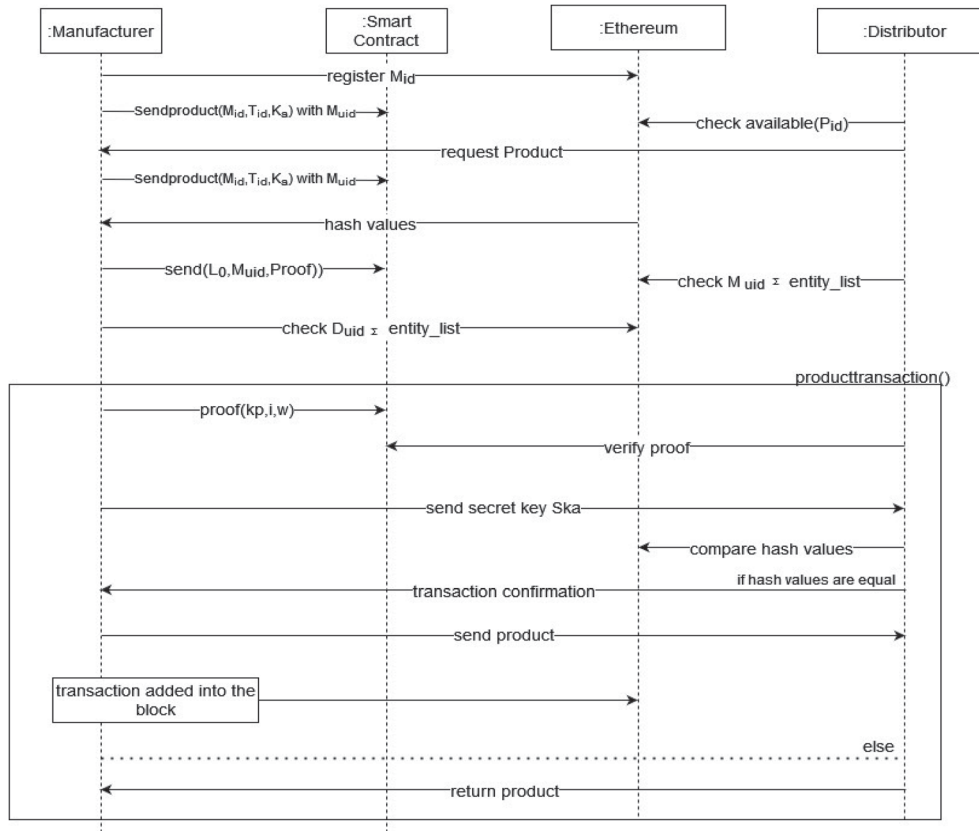 :Manufacturer
:Smart
Contract
:Ethereum
:Distributor
register Mid
Sendproduct(Mid,Tid,Ka) with Muid
check available(Pid)
request Product
Sendproduct(Mid,Tid,Ka) with Muid
hash values
send(L0,Muid,Proof))
check M uid Σ entity_list
check Duid Σ entity_list
producttransaction()
proof(kp,i,w)
verify proof
send secret key Ska
compare hash values
if hash values are equal
transaction confirmation
send product
transaction added into the
block
else
return product